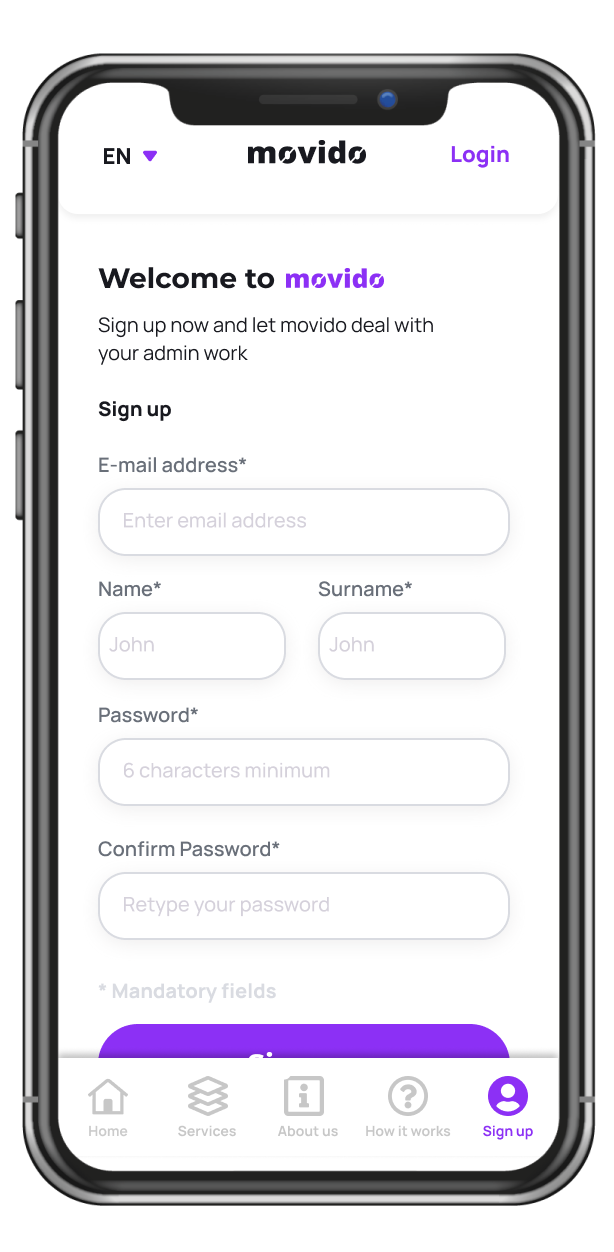 EN
movido
Login
Welcome to movido
Sign up now and let movido deal with
your admin work
Sign up
E-mail address*
Enter email address
Name* Surname*
John John
Password*
6 characters minimum
Confirm Password*
Retype your password
* Mandatory fields
Home Services About us How it works Sign up